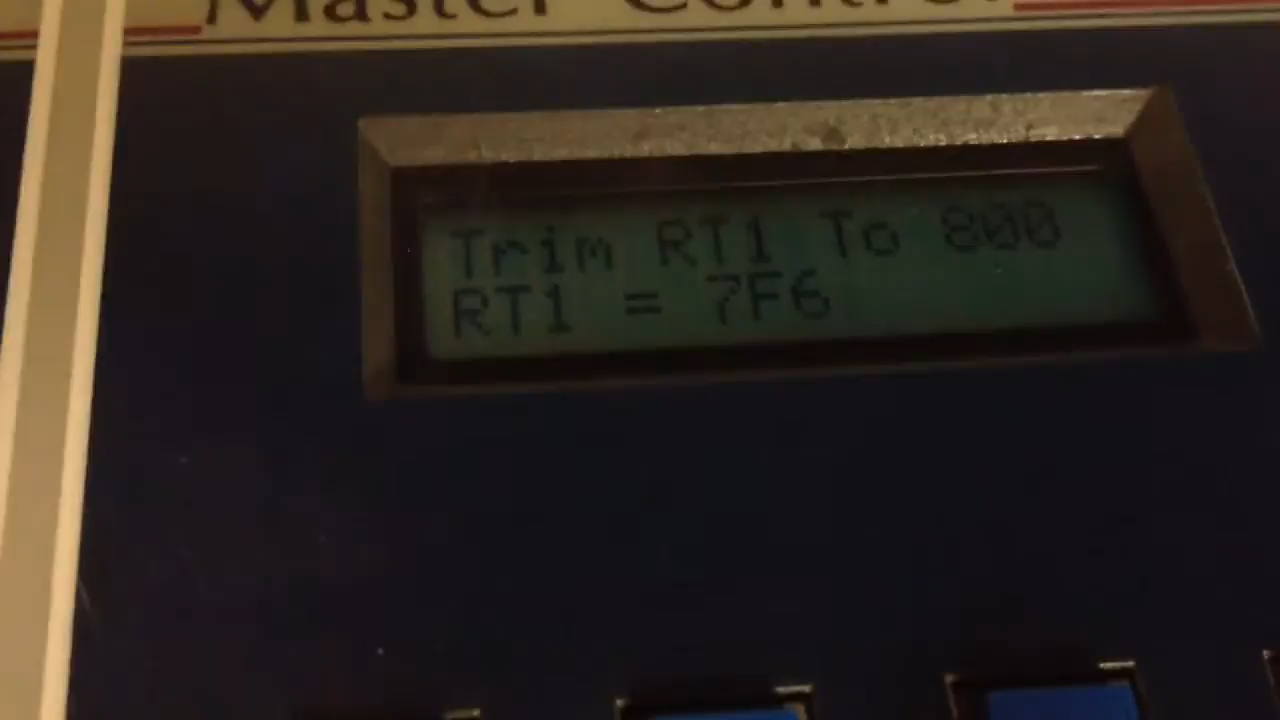 Master Control
Trim RT1 To 800
RT1 = 7F6